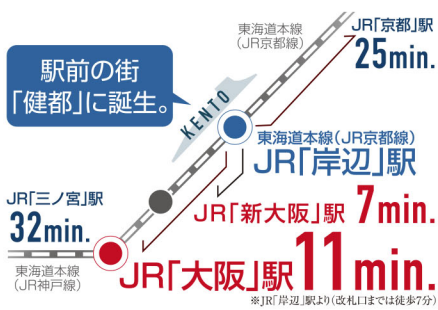 東海道本線
(JR京都線)
JR「京都」駅
25min.
駅前の街
「健都」に誕生。
KENTO
東海道本線(JR京都線)
JR「岸辺」駅
JR「三ノ宮」駅
32min.
JR「新大阪」駅 7min.
JR「大阪」駅 11min.
東海道本線
(JR神戸線)
※JR「岸辺」駅より(改札口までは徒歩7分)